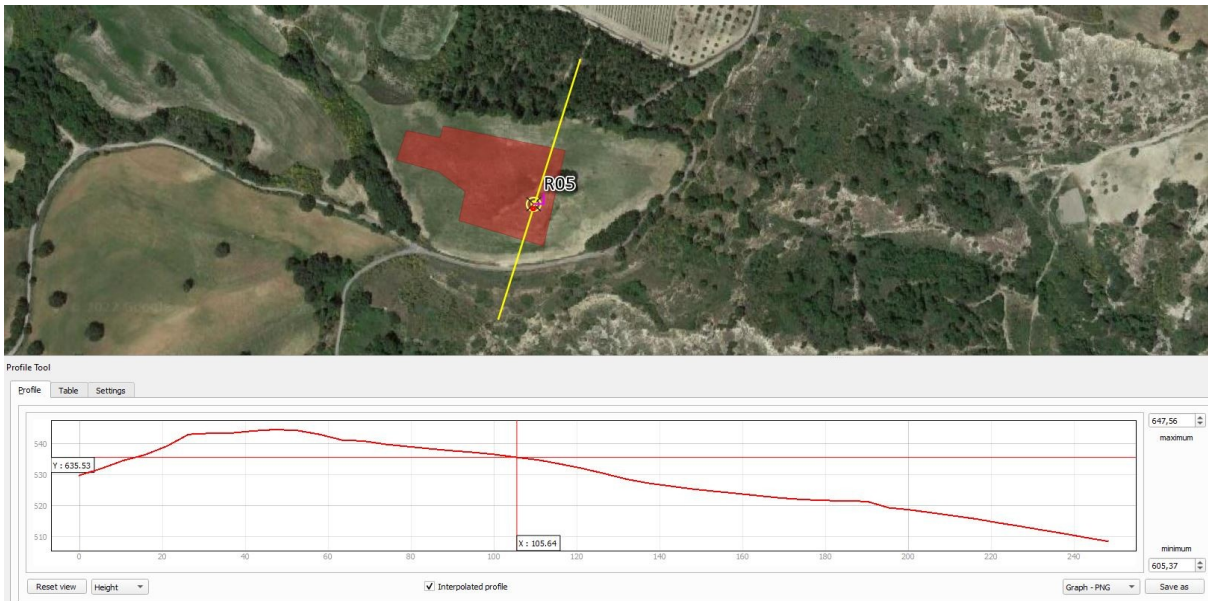 R05
Profile Tool
Profile Table Settings
647,56
maximum
540
Y : 635.53
530
520
510
X : 105.64
0 20 40 60 80 100 120 140 160 180 200 220 240
minimum
605,37
Reset view Height Interpolated profile Graph - PNG Save as